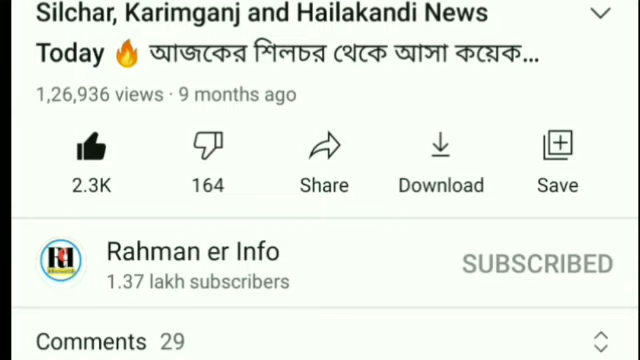 Silchar, Karimganj and Hailakandi News
Today 🔥 আজকের শিলচর থেকে আসা কয়েক...
1,26,936 views · 9 months ago
2.3K 164 Share Download Save
Rahman er Info
1.37 lakh subscribers
SUBSCRIBED
Comments 29